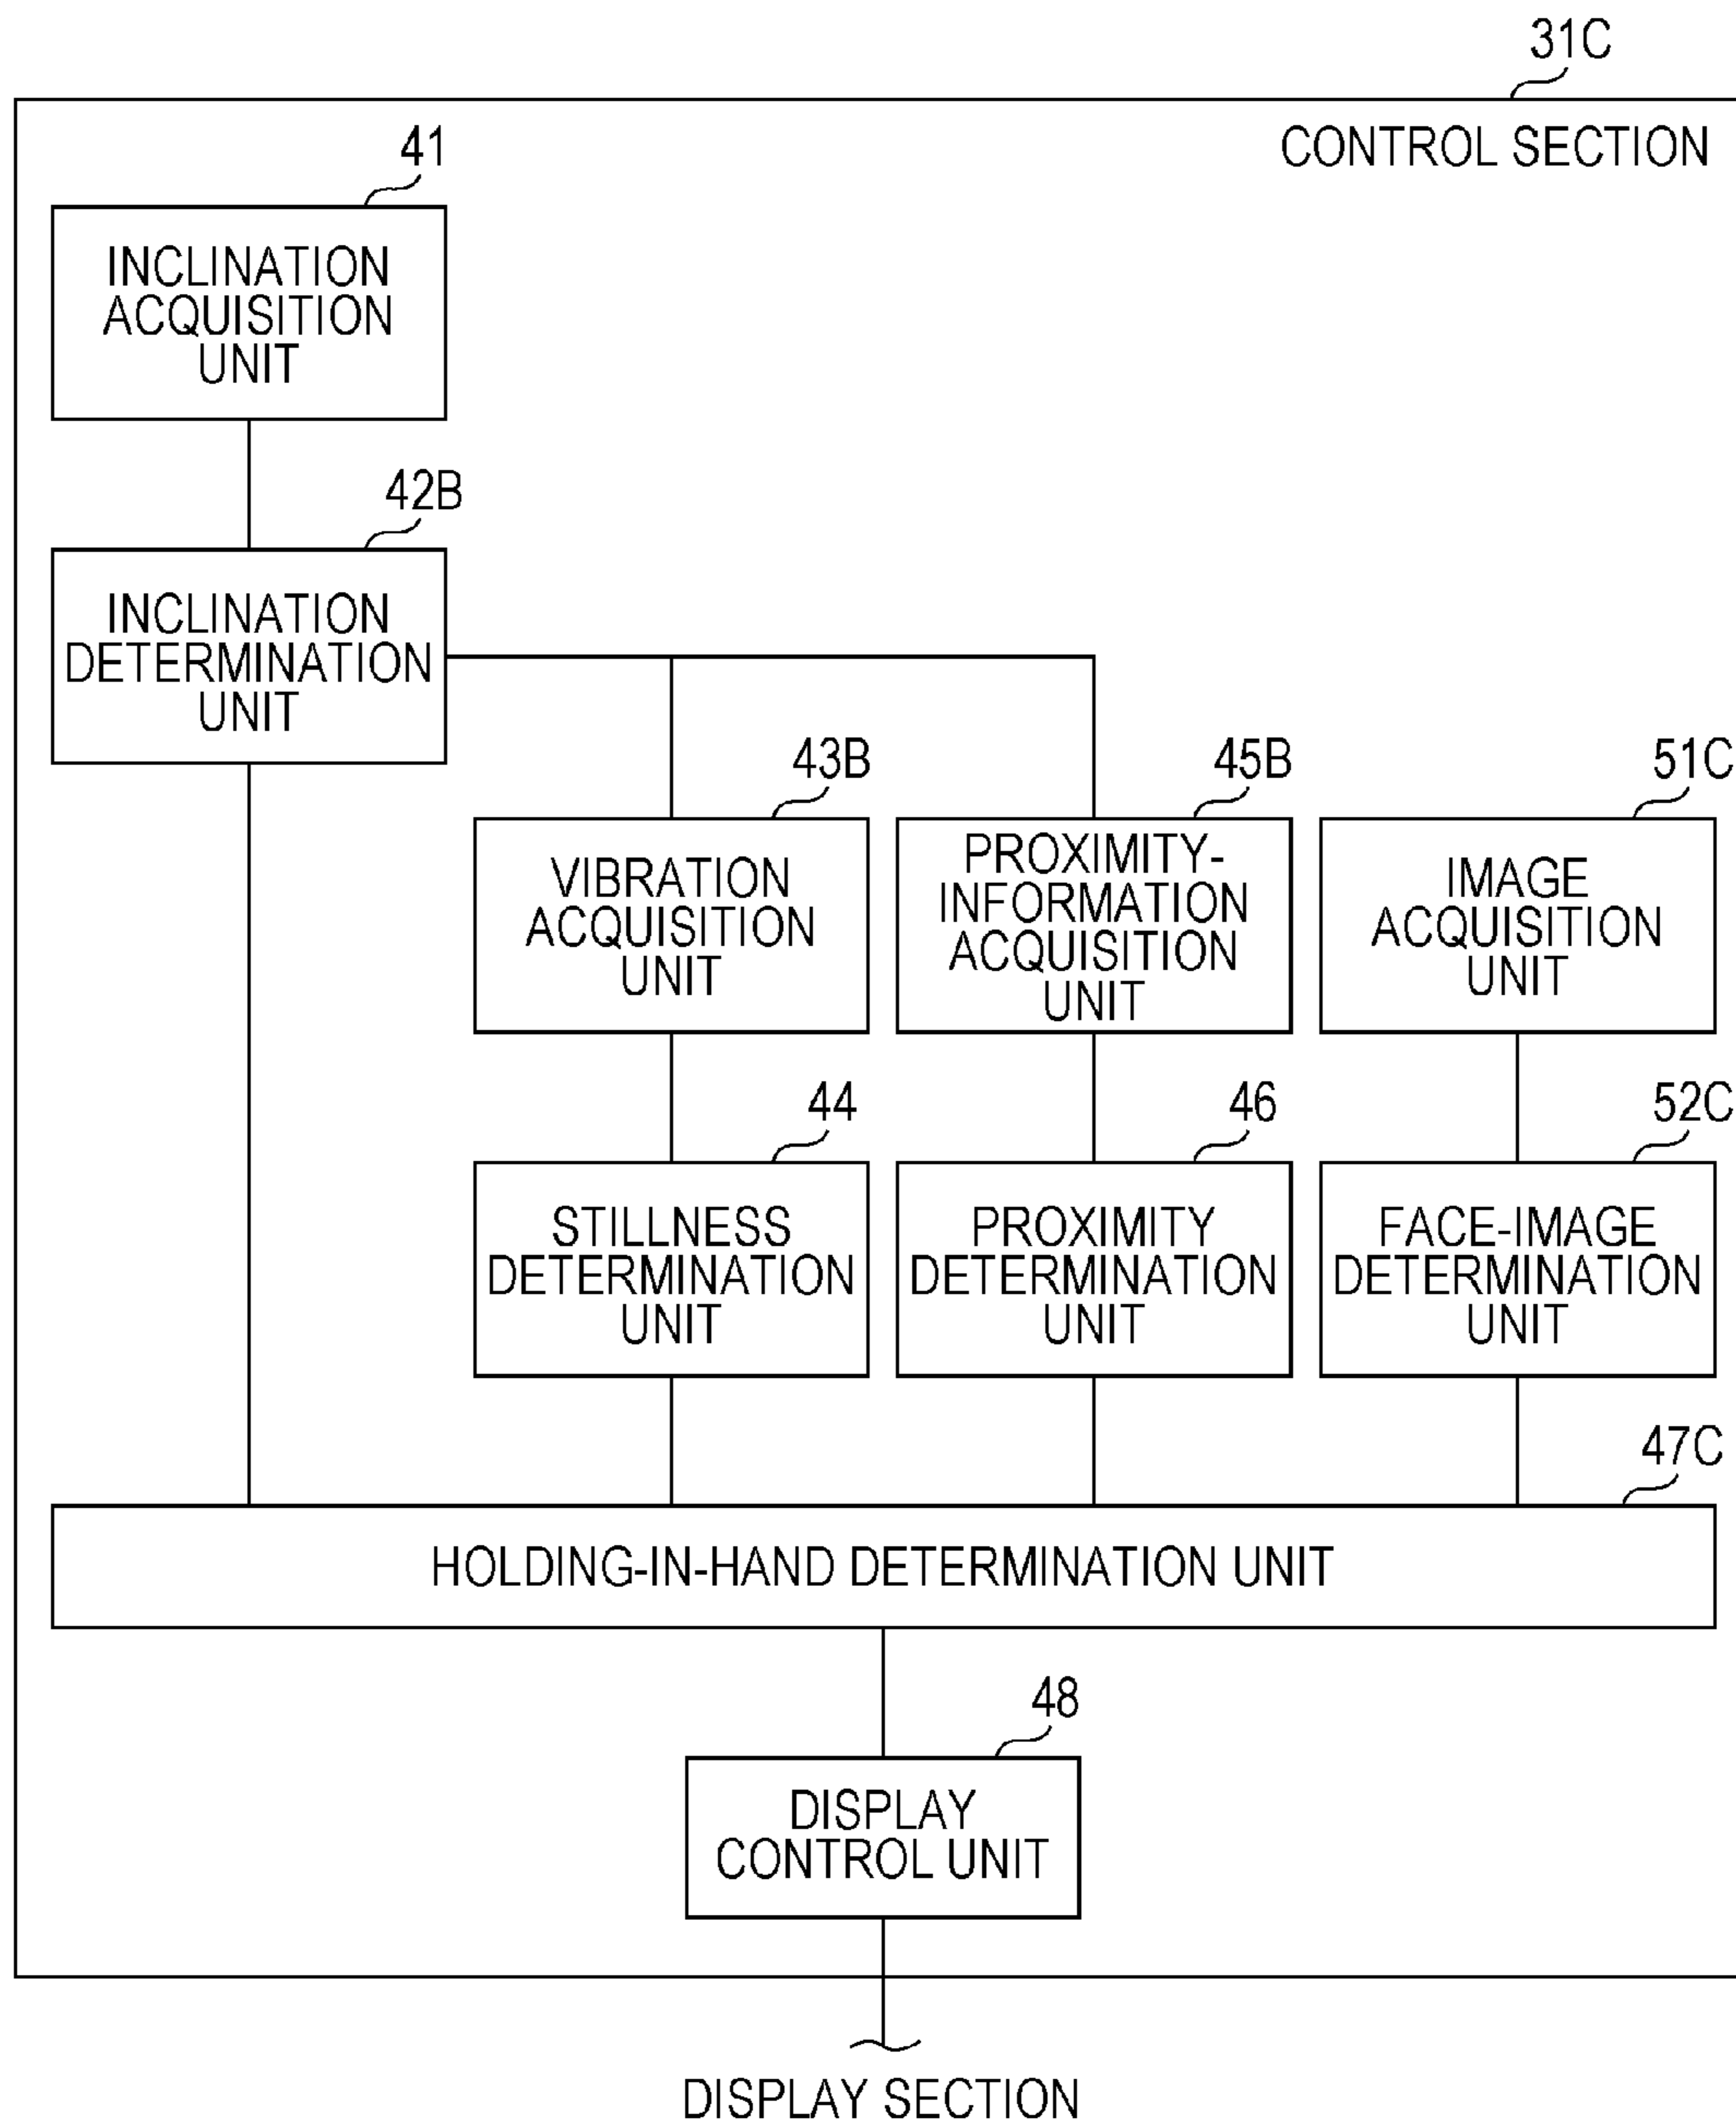 31C
CONTROL SECTION
41
INCLINATION
ACQUISITION
UNIT
42B
INCLINATION
DETERMINATION
UNIT
43B
VIBRATION
ACQUISITION
UNIT
45B
PROXIMITY-
INFORMATION
ACQUISITION
UNIT
51C
IMAGE
ACQUISITION
UNIT
44
STILLNESS
DETERMINATION
UNIT
46
PROXIMITY
DETERMINATION
UNIT
52C
FACE-IMAGE
DETERMINATION
UNIT
47C
HOLDING-IN-HAND DETERMINATION UNIT
48
DISPLAY
CONTROL UNIT
DISPLAY SECTION